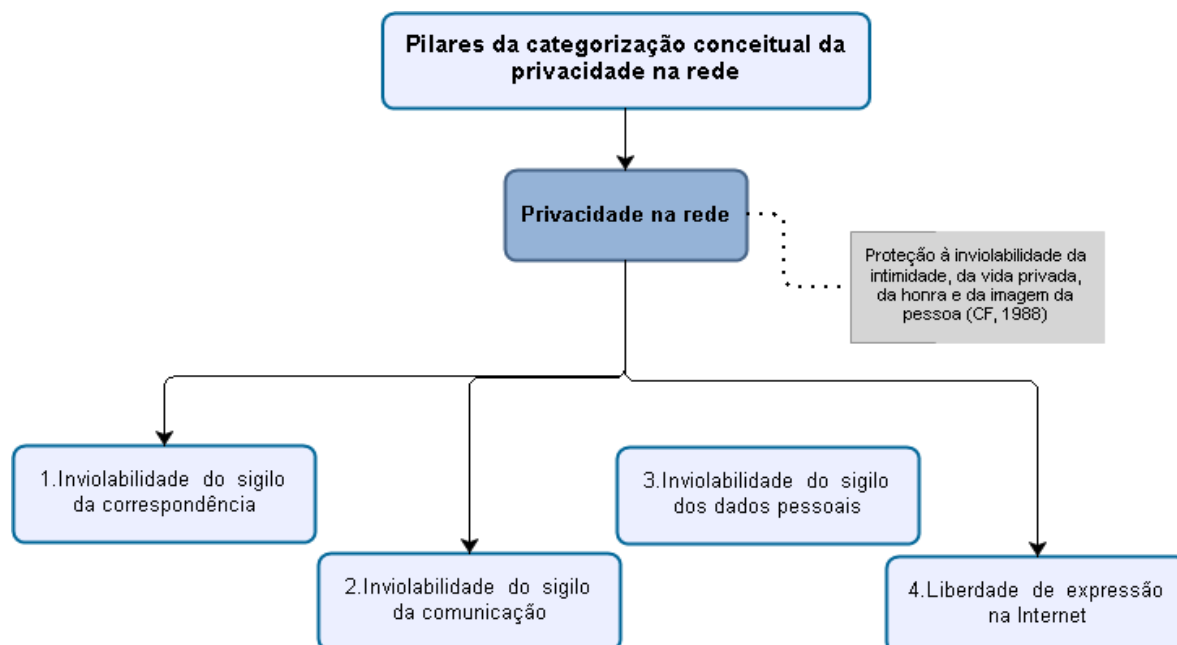 Pilares da categorização conceitual da
privacidade na rede
Privacidade na rede
Proteção à inviolabilidade da
intimidade, da vida privada,
da honra e da imagem da
pessoa (CF, 1988)
1.Inviolabilidade do sigilo
da correspondência
2.Inviolabilidade do sigilo
da comunicação
3.Inviolabilidade do sigilo
dos dados pessoais
4.Liberdade de expressão
na Internet